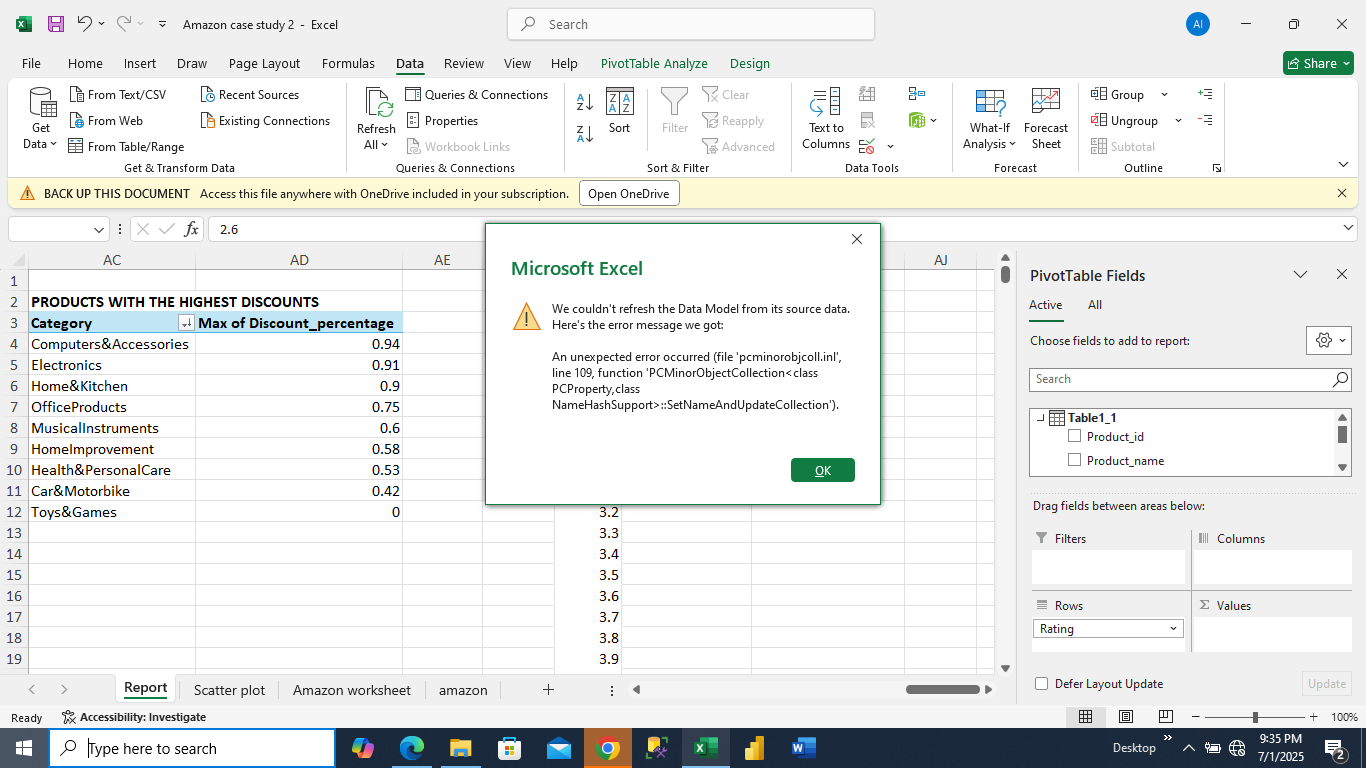 Amazon case study 2 - Excel
Search
AI
File Home Insert Draw Page Layout Formulas Data Review View Help PivotTable Analyze Design
Share
Get Data
From Text/CSV
From Web
From Table/Range
Recent Sources
Existing Connections
Get & Transform Data
Refresh All
Queries & Connections
Properties
Workbook Links
Queries & Connections
Sort
Filter
Clear
Reapply
Advanced
Sort & Filter
Text to Columns
Data Tools
What-If Analysis
Forecast Sheet
Forecast
Group
Ungroup
Subtotal
Outline
BACK UP THIS DOCUMENT Access this file anywhere with OneDrive included in your subscription. Open OneDrive
fx 2.6
AC AD AE AJ
1
2 PRODUCTS WITH THE HIGHEST DISCOUNTS
3 Category Max of Discount_percentage
4 Computers&Accessories 0.94
5 Electronics 0.91
6 Home&Kitchen 0.9
7 OfficeProducts 0.75
8 MusicalInstruments 0.6
9 HomeImprovement 0.58
10 Health&PersonalCare 0.53
11 Car&Motorbike 0.42
12 Toys&Games 0 3.2
13 3.3
14 3.4
15 3.5
16 3.6
17 3.7
18 3.8
19 3.9
Microsoft Excel
We couldn't refresh the Data Model from its source data.
Here's the error message we got:
An unexpected error occurred (file 'pcminorobjcoll.inl',
line 109, function 'PCMinorObjectCollection<class
PCProperty,class
NameHashSupport>::SetNameAndUpdateCollection').
OK
PivotTable Fields
Active All
Choose fields to add to report:
Search
Table1_1
Product_id
Product_name
Drag fields between areas below:
Filters
Columns
Rows
Values
Rating
Defer Layout Update
Update
Report Scatter plot Amazon worksheet amazon
Ready Accessibility: Investigate
100%
Type here to search
Desktop
9:35 PM
7/1/2025
2